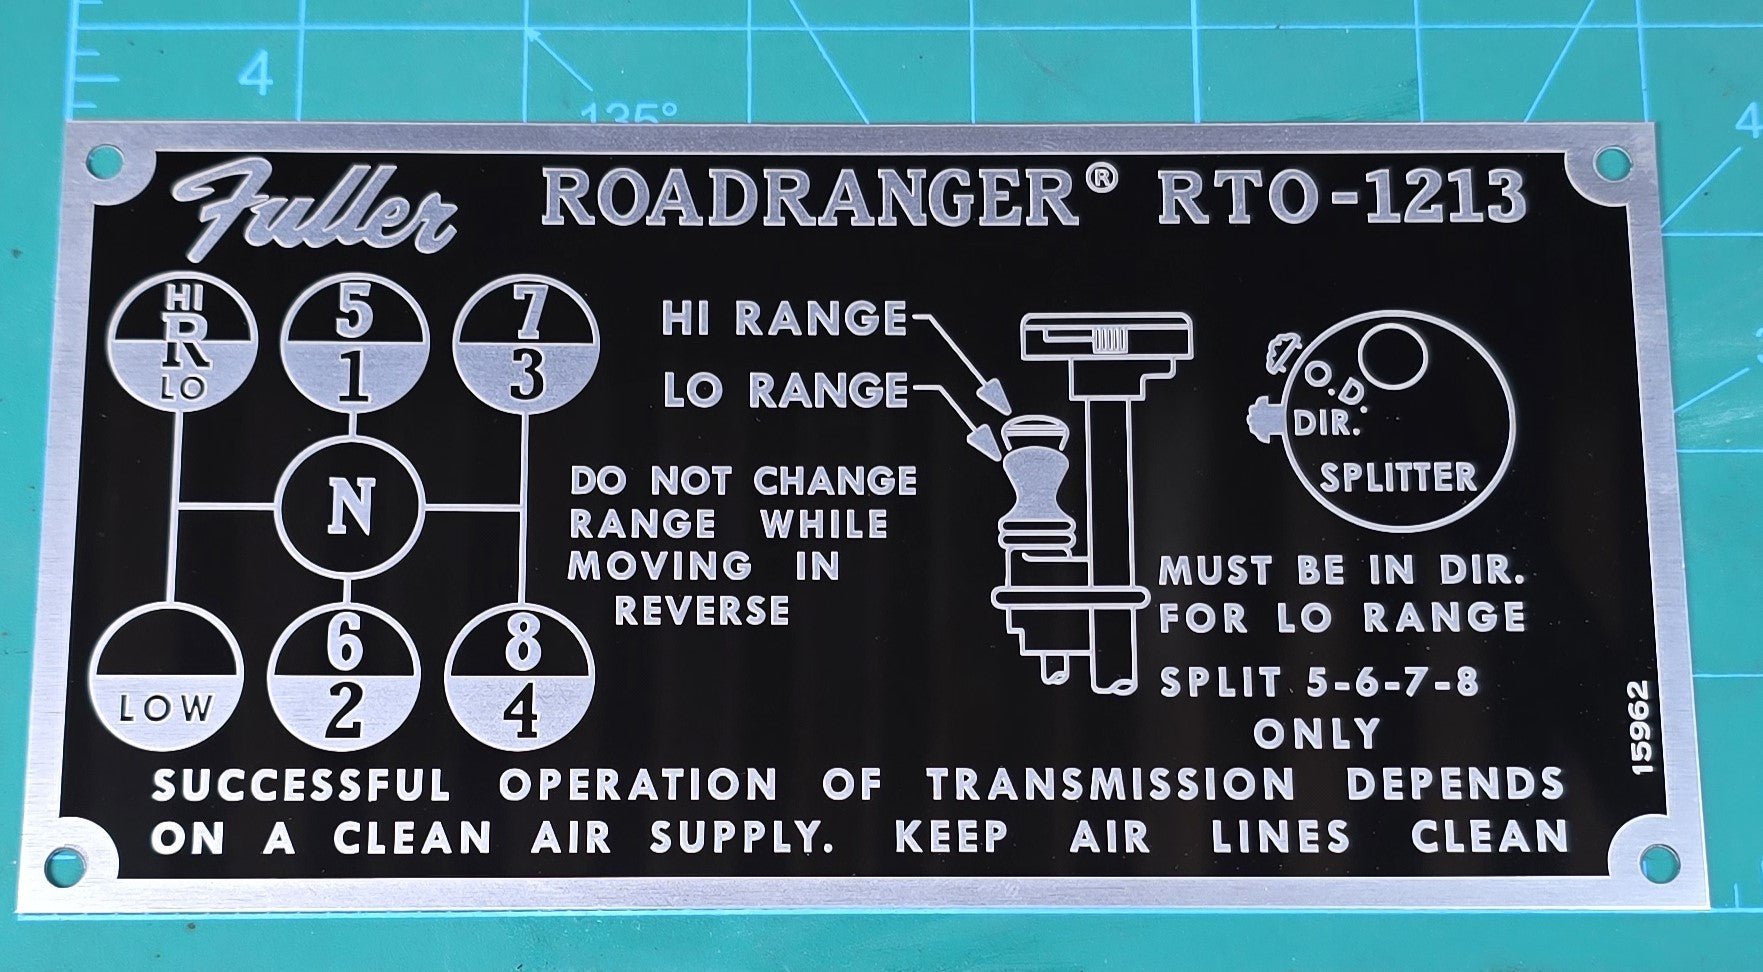 4
135°
4
Fuller ROADRANGER® RTO-1213
HI
R
LO
5
1
7
3
N
LOW
6
2
8
4
HI RANGE
LO RANGE
DO NOT CHANGE
RANGE WHILE
MOVING IN
REVERSE
O.D.
DIR.
SPLITTER
MUST BE IN DIR.
FOR LO RANGE
SPLIT 5-6-7-8
ONLY
15962
SUCCESSFUL OPERATION OF TRANSMISSION DEPENDS
ON A CLEAN AIR SUPPLY. KEEP AIR LINES CLEAN